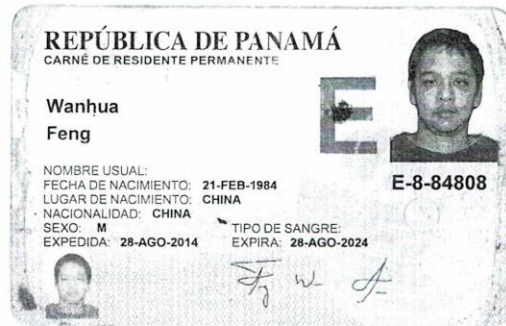 REPÚBLICA DE PANAMÁ
CARNÉ DE RESIDENTE PERMANENTE
Wanhua
Feng
E
NOMBRE USUAL:
FECHA DE NACIMIENTO: 21-FEB-1984
LUGAR DE NACIMIENTO: CHINA
NACIONALIDAD: CHINA
SEXO: M TIPO DE SANGRE:
EXPEDIDA: 28-AGO-2014 EXPIRA: 28-AGO-2024
E-8-84808